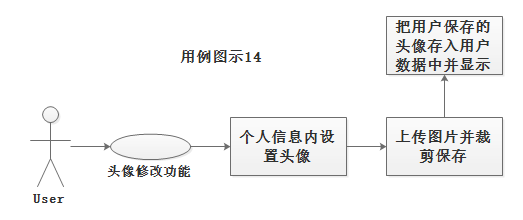 把用户保存的
头像存入用户
数据中并显示
用例图示14
个人信息内设
置头像
上传图片并裁
剪保存
头像修改功能
User